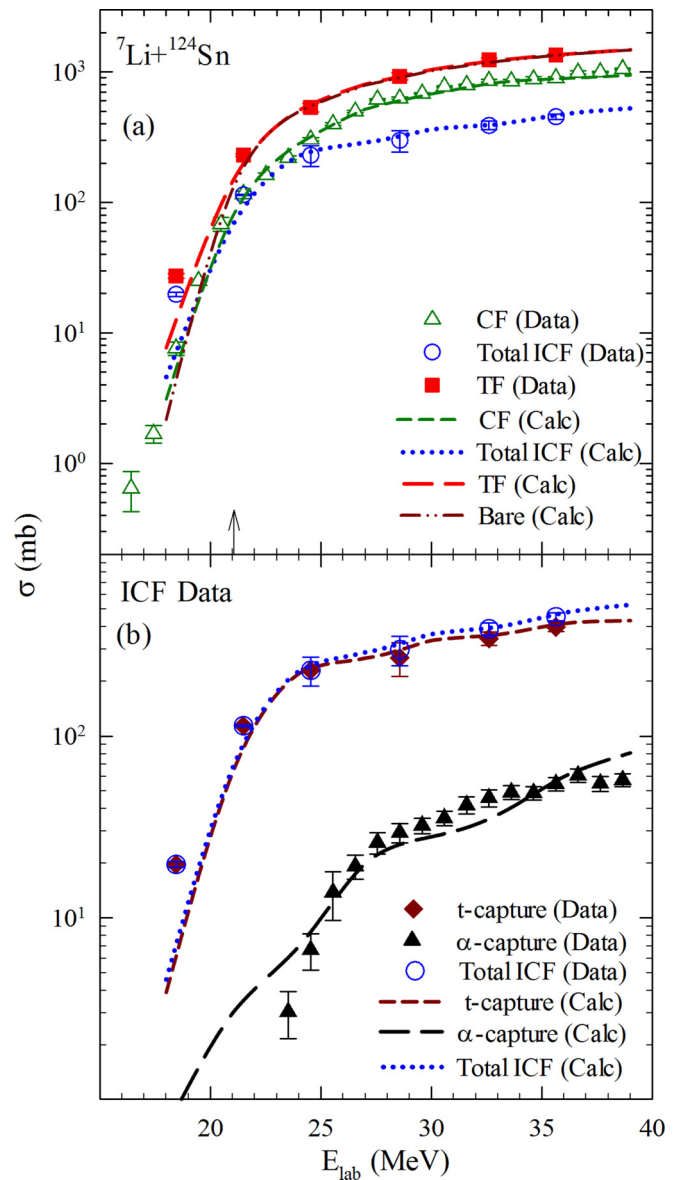 ⁷Li+¹²⁴Sn
(a)
10³
10²
10¹
10⁰
CF (Data)
Total ICF (Data)
TF (Data)
CF (Calc)
Total ICF (Calc)
TF (Calc)
Bare (Calc)
σ (mb)
ICF Data
(b)
10²
10¹
t-capture (Data)
α-capture (Data)
Total ICF (Data)
t-capture (Calc)
α-capture (Calc)
Total ICF (Calc)
20 25 30 35 40
E_lab (MeV)